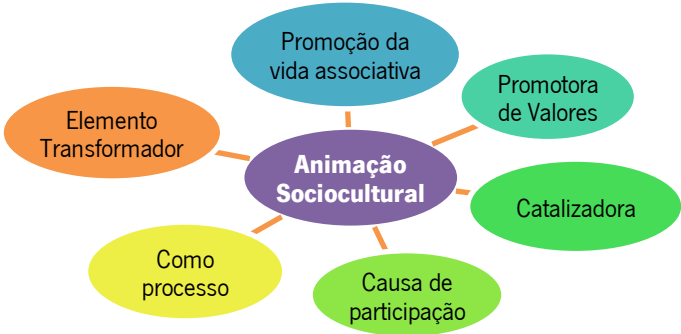 Promoção da
vida associativa
Promotora
de Valores
Elemento
Transformador
Animação
Sociocultural
Catalizadora
Como
processo
Causa de
participação